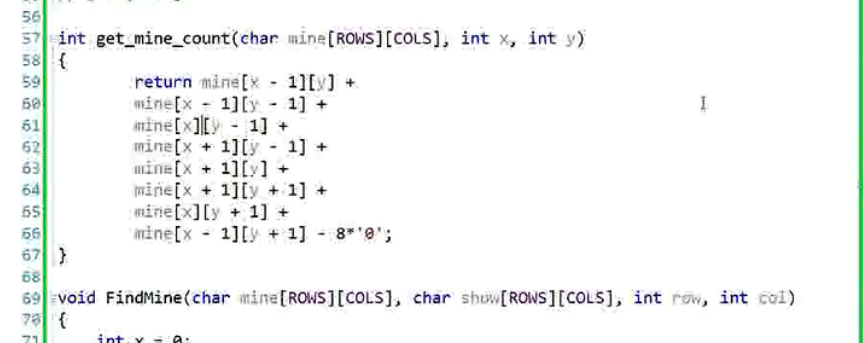 56
57 int get_mine_count(char mine[ROWS][COLS], int x, int y)
58 {
59 return mine[x - 1][y] +
60 mine[x - 1][y - 1] +
61 mine[x][y - 1] +
62 mine[x + 1][y - 1] +
63 mine[x + 1][y] +
64 mine[x + 1][y + 1] +
65 mine[x][y + 1] +
66 mine[x - 1][y + 1] - 8*'0';
67 }
68
69 void FindMine(char mine[ROWS][COLS], char show[ROWS][COLS], int row, int col)
70 {
71 int x = 0;